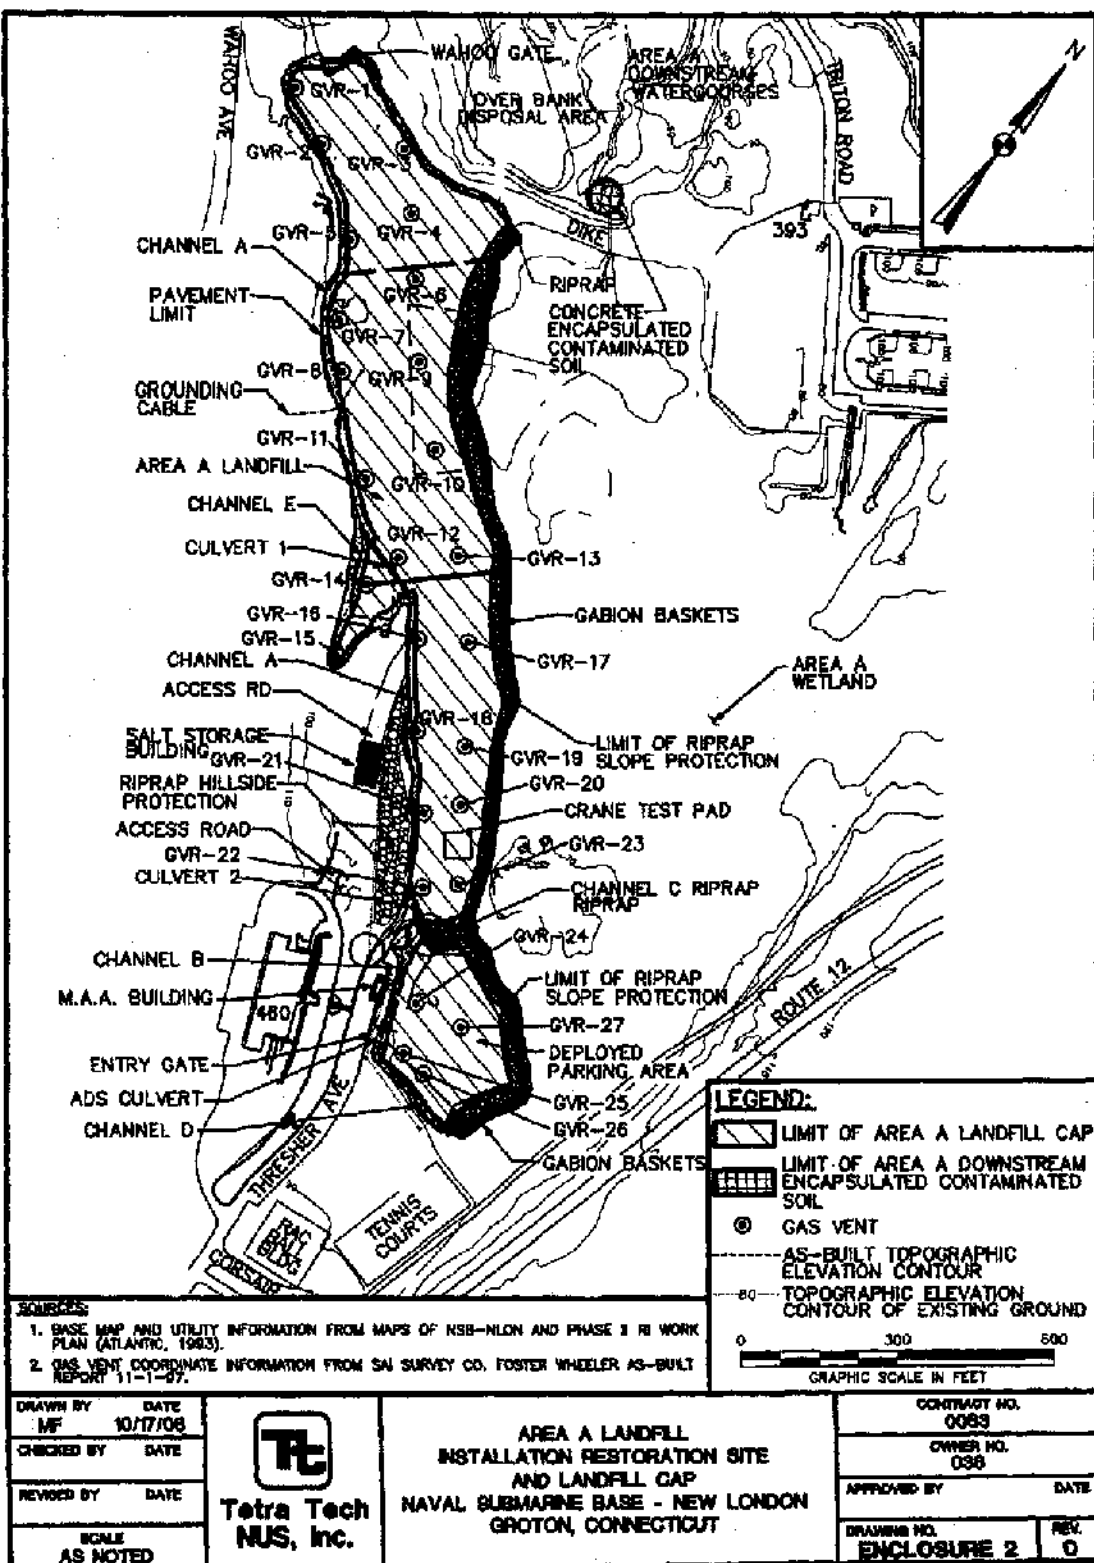 WAHOO AVE
WAHOO GATE
AREA A
DOWNSTREAM
WATERCOURSES
OVER BANK
DISPOSAL AREA
TRITON ROAD
N
GVR-1
GVR-2
GVR-3
GVR-4
GVR-5
DIKE
393
CHANNEL A
GVR-6
RIPRAP
PAVEMENT
LIMIT
CONCRETE
ENCAPSULATED
CONTAMINATED
SOIL
GVR-7
GVR-8
GVR-9
GROUNDING
CABLE
GVR-11
AREA A LANDFILL
GVR-10
CHANNEL E
GVR-12
CULVERT 1
GVR-13
GVR-14
GVR-16
GABION BASKETS
GVR-15
GVR-17
CHANNEL A
AREA A
WETLAND
ACCESS RD
GVR-18
SALT STORAGE
BUILDING
GVR-19
LIMIT OF RIPRAP
SLOPE PROTECTION
GVR-21
RIPRAP HILLSIDE
PROTECTION
GVR-20
CRANE TEST PAD
ACCESS ROAD
GVR-23
GVR-22
CULVERT 2
CHANNEL C RIPRAP
RIPRAP
GVR-24
CHANNEL B
LIMIT OF RIPRAP
SLOPE PROTECTION
M.A.A. BUILDING
460
ROUTE 12
GVR-27
ENTRY GATE
DEPLOYED
PARKING AREA
ADS CULVERT
GVR-25
CHANNEL D
GVR-26
THRESHER AVE
GABION BASKETS
TENNIS
COURTS
RAC
BALL
BLDG
CORSAIR
LEGEND:
LIMIT OF AREA A LANDFILL CAP
LIMIT OF AREA A DOWNSTREAM
ENCAPSULATED CONTAMINATED
SOIL
GAS VENT
AS-BUILT TOPOGRAPHIC
ELEVATION CONTOUR
80 TOPOGRAPHIC ELEVATION
CONTOUR OF EXISTING GROUND
0 300 600
GRAPHIC SCALE IN FEET
SOURCES:
1. BASE MAP AND UTILITY INFORMATION FROM MAPS OF NSB-NLON AND PHASE II RI WORK
PLAN (ATLANTIC, 1993).
2. GAS VENT COORDINATE INFORMATION FROM SAI SURVEY CO. FOSTER WHEELER AS-BUILT
REPORT 11-1-97.
DRAWN BY DATE
MF 10/17/06
CHECKED BY DATE
REVISED BY DATE
SCALE
AS NOTED
Tetra Tech
NUS, Inc.
AREA A LANDFILL
INSTALLATION RESTORATION SITE
AND LANDFILL CAP
NAVAL SUBMARINE BASE - NEW LONDON
GROTON, CONNECTICUT
CONTRACT NO.
0083
OWNER NO.
036
APPROVED BY DATE
DRAWING NO.
ENCLOSURE 2
REV.
0